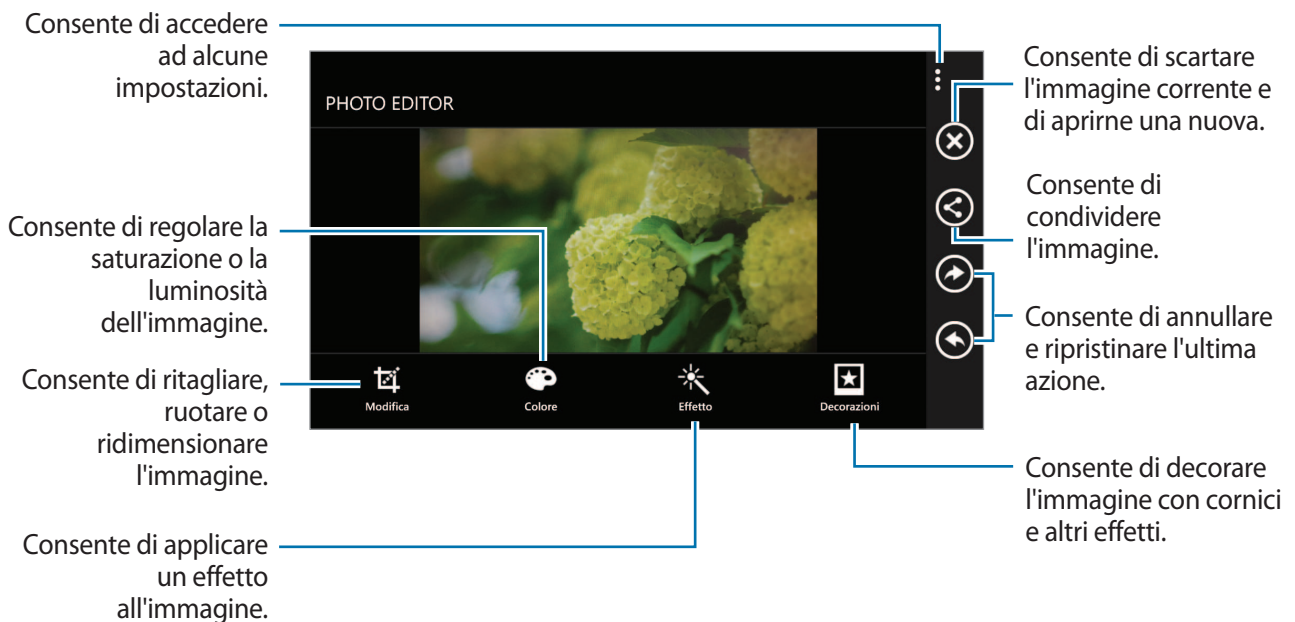 Consente di accedere
ad alcune
impostazioni.
Consente di regolare la
saturazione o la
luminosità
dell'immagine.
Consente di ritagliare,
ruotare o
ridimensionare
l'immagine.
Consente di applicare
un effetto
all'immagine.
PHOTO EDITOR
Modifica
Colore
Effetto
Decorazioni
Consente di scartare
l'immagine corrente e
di aprirne una nuova.
Consente di
condividere
l'immagine.
Consente di annullare
e ripristinare l'ultima
azione.
Consente di decorare
l'immagine con cornici
e altri effetti.